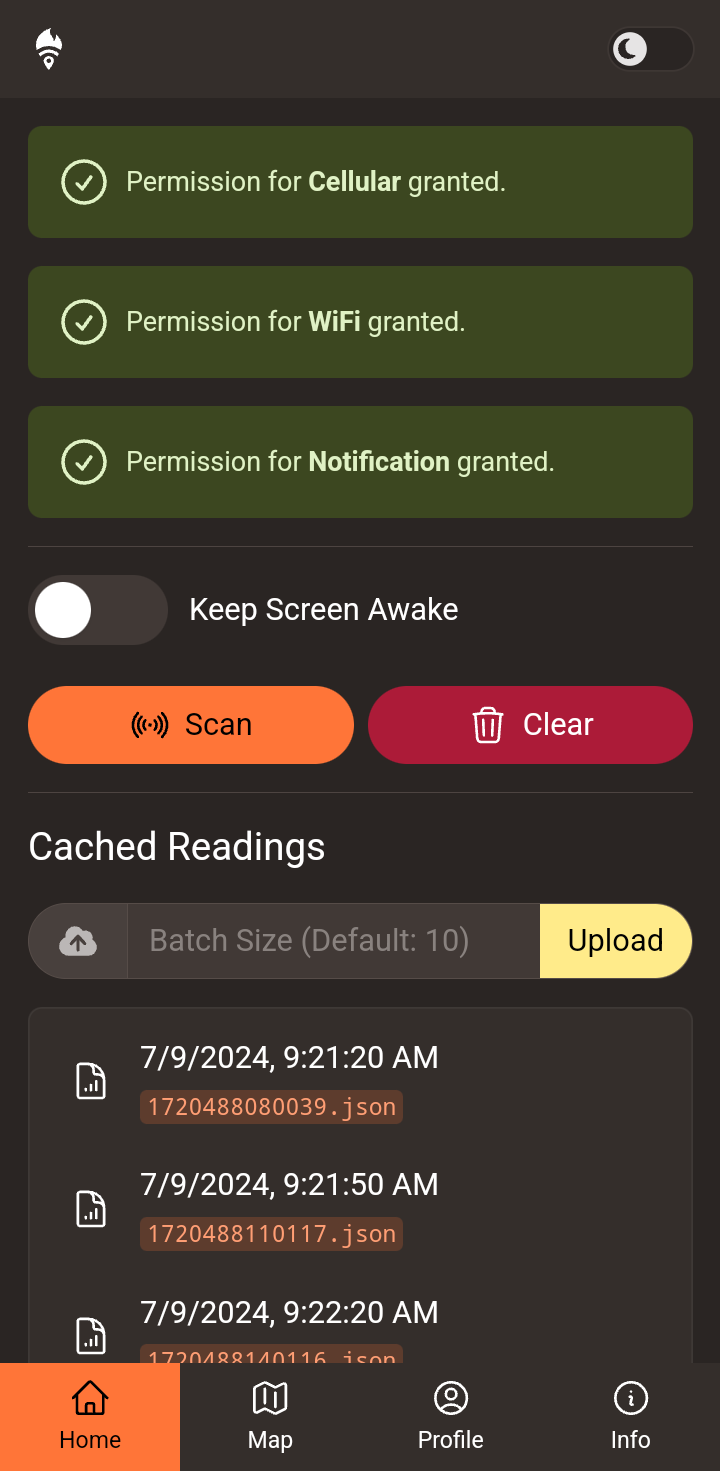 Permission for Cellular granted.
Permission for WiFi granted.
Permission for Notification granted.
Keep Screen Awake
Scan
Clear
Cached Readings
Batch Size (Default: 10)
Upload
7/9/2024, 9:21:20 AM
1720488080039.json
7/9/2024, 9:21:50 AM
1720488110117.json
7/9/2024, 9:22:20 AM
1720488140116.json
Home
Map
Profile
Info